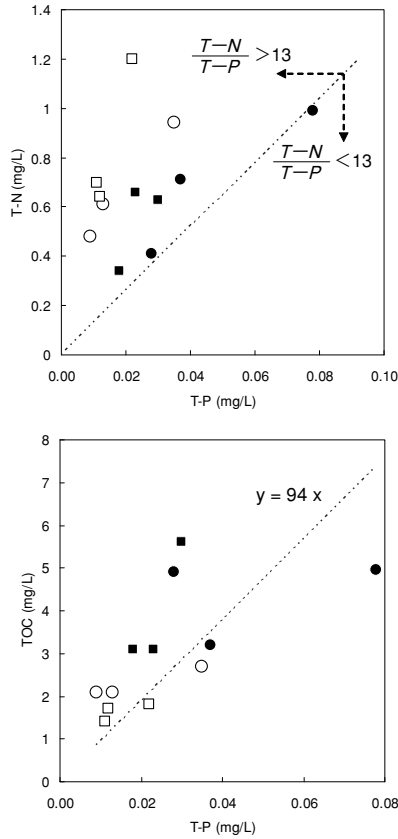 1.4
1.2
1
0.8
0.6
0.4
0.2
0
T-N (mg/L)
T−N
T−P
>13
T−N
T−P
<13
0.00 0.02 0.04 0.06 0.08 0.10
T-P (mg/L)
8
7
6
5
4
3
2
1
0
TOC (mg/L)
y = 94 x
0.00 0.02 0.04 0.06 0.08
T-P (mg/L)